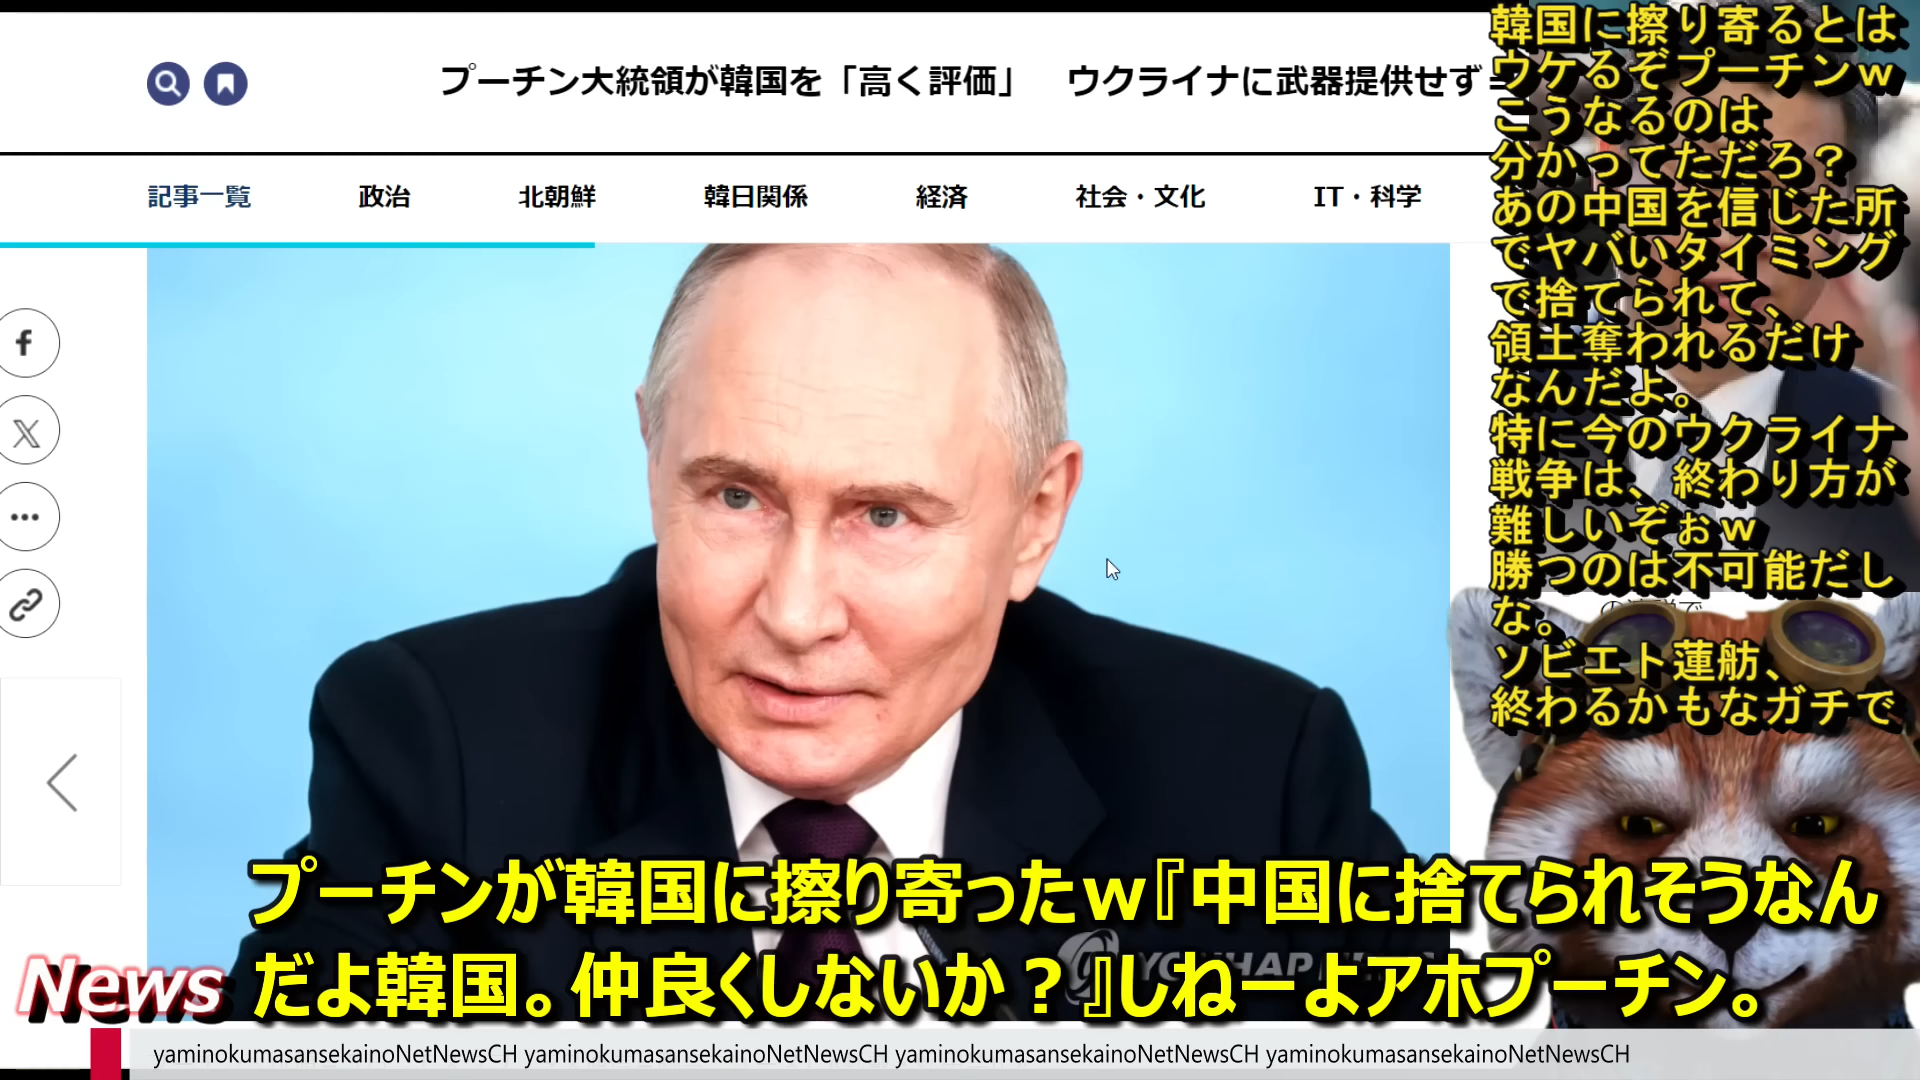 プーチン大統領が韓国を「高く評価」　ウクライナに武器提供せず
記事一覧 政治 北朝鮮 韓日関係 経済 社会・文化 IT・科学
韓国に擦り寄るとは
ウケるぞプーチンｗ
こうなるのは
分かってただろ？
あの中国を信じた所
でヤバいタイミング
で捨てられて、
領土奪われるだけ
なんだよ。
特に今のウクライナ
戦争は、終わり方が
難しいぞぉｗ
勝つのは不可能だし
な。
ソビエト蓮舫、
終わるかもなガチで
プーチンが韓国に擦り寄ったｗ『中国に捨てられそうなん
だよ韓国。仲良くしないか？』しねーよアホプーチン。
YONHAP
News
yaminokumasansekainoNetNewsCH yaminokumasansekainoNetNewsCH yaminokumasansekainoNetNewsCH yaminokumasansekainoNetNewsCH